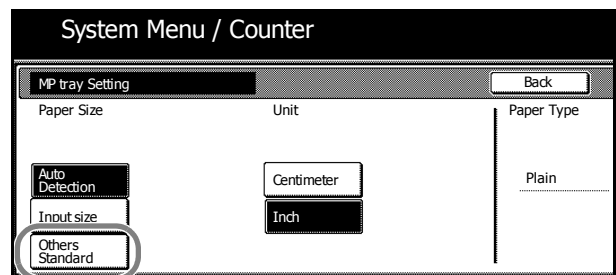 System Menu / Counter
MP tray Setting
Back
Paper Size
Unit
Paper Type
Auto
Detection
Centimeter
Plain
Input size
Inch
Others
Standard